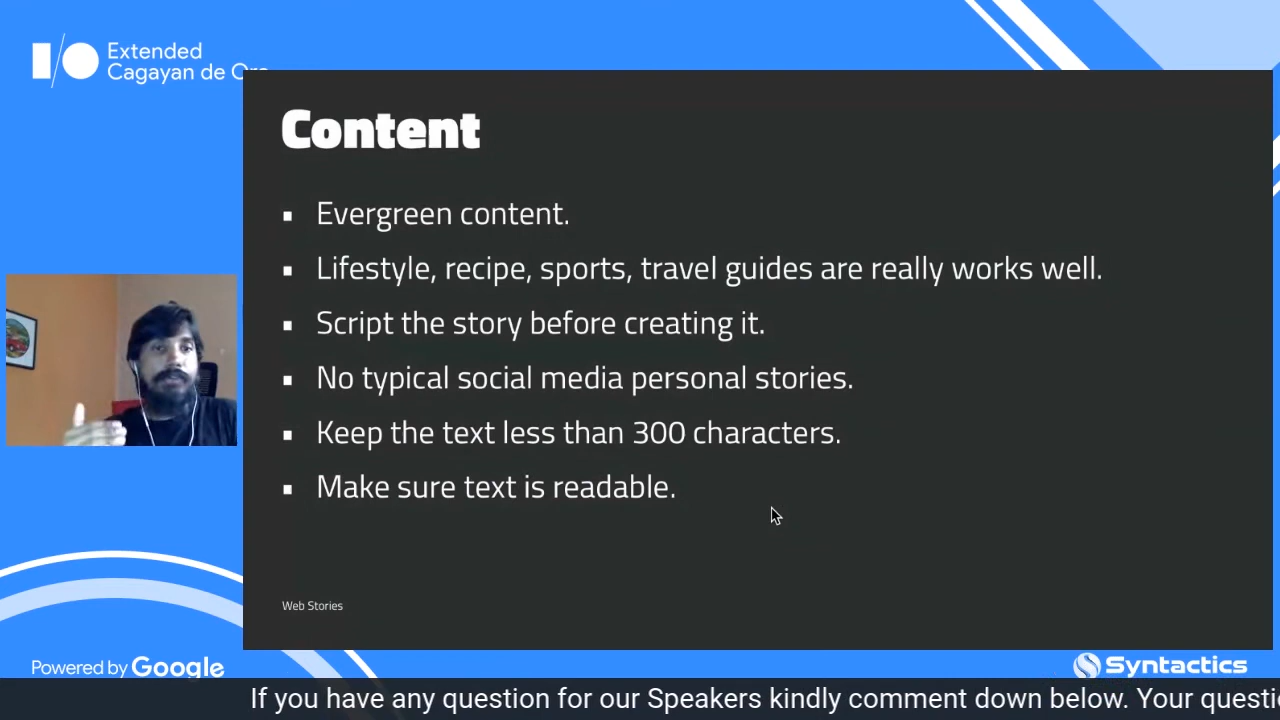 I/O Extended
Cagayan de Oro
Content
▪ Evergreen content.
▪ Lifestyle, recipe, sports, travel guides are really works well.
▪ Script the story before creating it.
▪ No typical social media personal stories.
▪ Keep the text less than 300 characters.
▪ Make sure text is readable.
Web Stories
Powered by Google
Syntactics
If you have any question for our Speakers kindly comment down below. Your questi